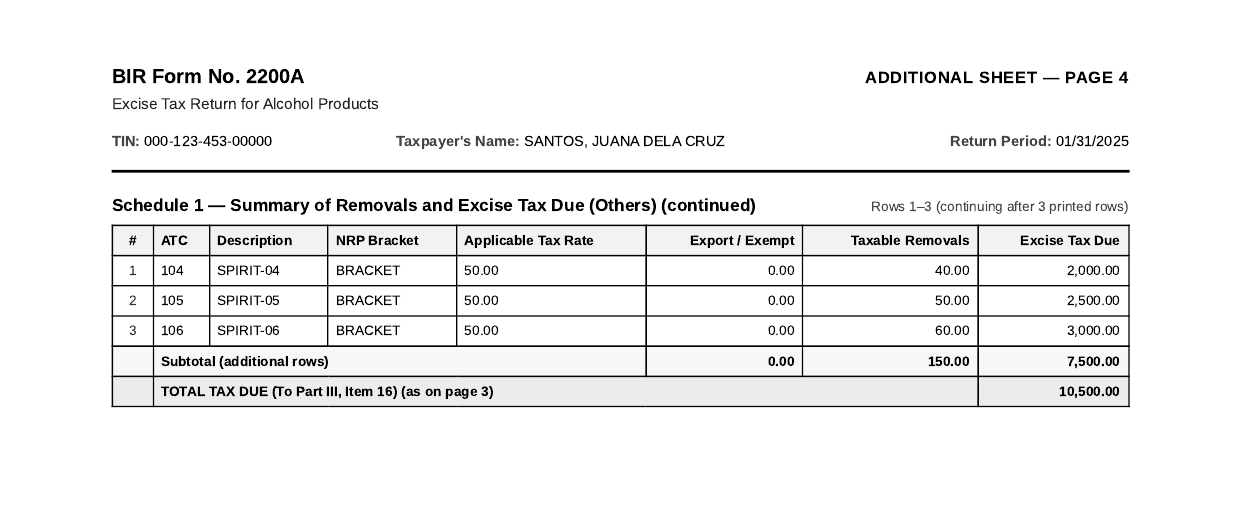 BIR Form No. 2200A
ADDITIONAL SHEET — PAGE 4
Excise Tax Return for Alcohol Products
TIN: 000-123-453-00000 Taxpayer's Name: SANTOS, JUANA DELA CRUZ Return Period: 01/31/2025
Schedule 1 — Summary of Removals and Excise Tax Due (Others) (continued) Rows 1–3 (continuing after 3 printed rows)
# ATC Description NRP Bracket Applicable Tax Rate Export / Exempt Taxable Removals Excise Tax Due
1 104 SPIRIT-04 BRACKET 50.00 0.00 40.00 2,000.00
2 105 SPIRIT-05 BRACKET 50.00 0.00 50.00 2,500.00
3 106 SPIRIT-06 BRACKET 50.00 0.00 60.00 3,000.00
Subtotal (additional rows) 0.00 150.00 7,500.00
TOTAL TAX DUE (To Part III, Item 16) (as on page 3) 10,500.00